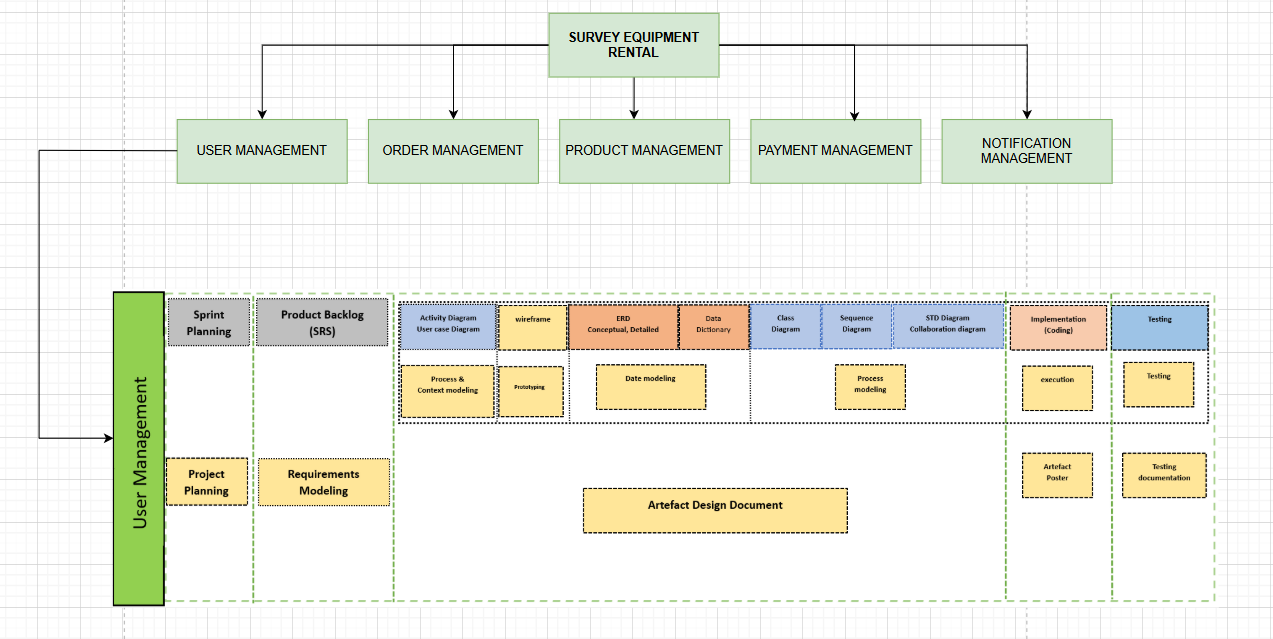 SURVEY EQUIPMENT
RENTAL
USER MANAGEMENT
ORDER MANAGEMENT
PRODUCT MANAGEMENT
PAYMENT MANAGEMENT
NOTIFICATION
MANAGEMENT
User Management
Sprint
Planning
Product Backlog
(SRS)
Activity Diagram
User case Diagram
wireframe
ERD
Conceptual, Detailed
Data
Dictionary
Class
Diagram
Sequence
Diagram
STD Diagram
Collaboration diagram
Implementation
(Coding)
Testing
Process &
Context modeling
Prototyping
Date modeling
Process
modeling
execution
Testing
Project
Planning
Requirements
Modeling
Artefact Design Document
Artefact
Poster
Testing
documentation